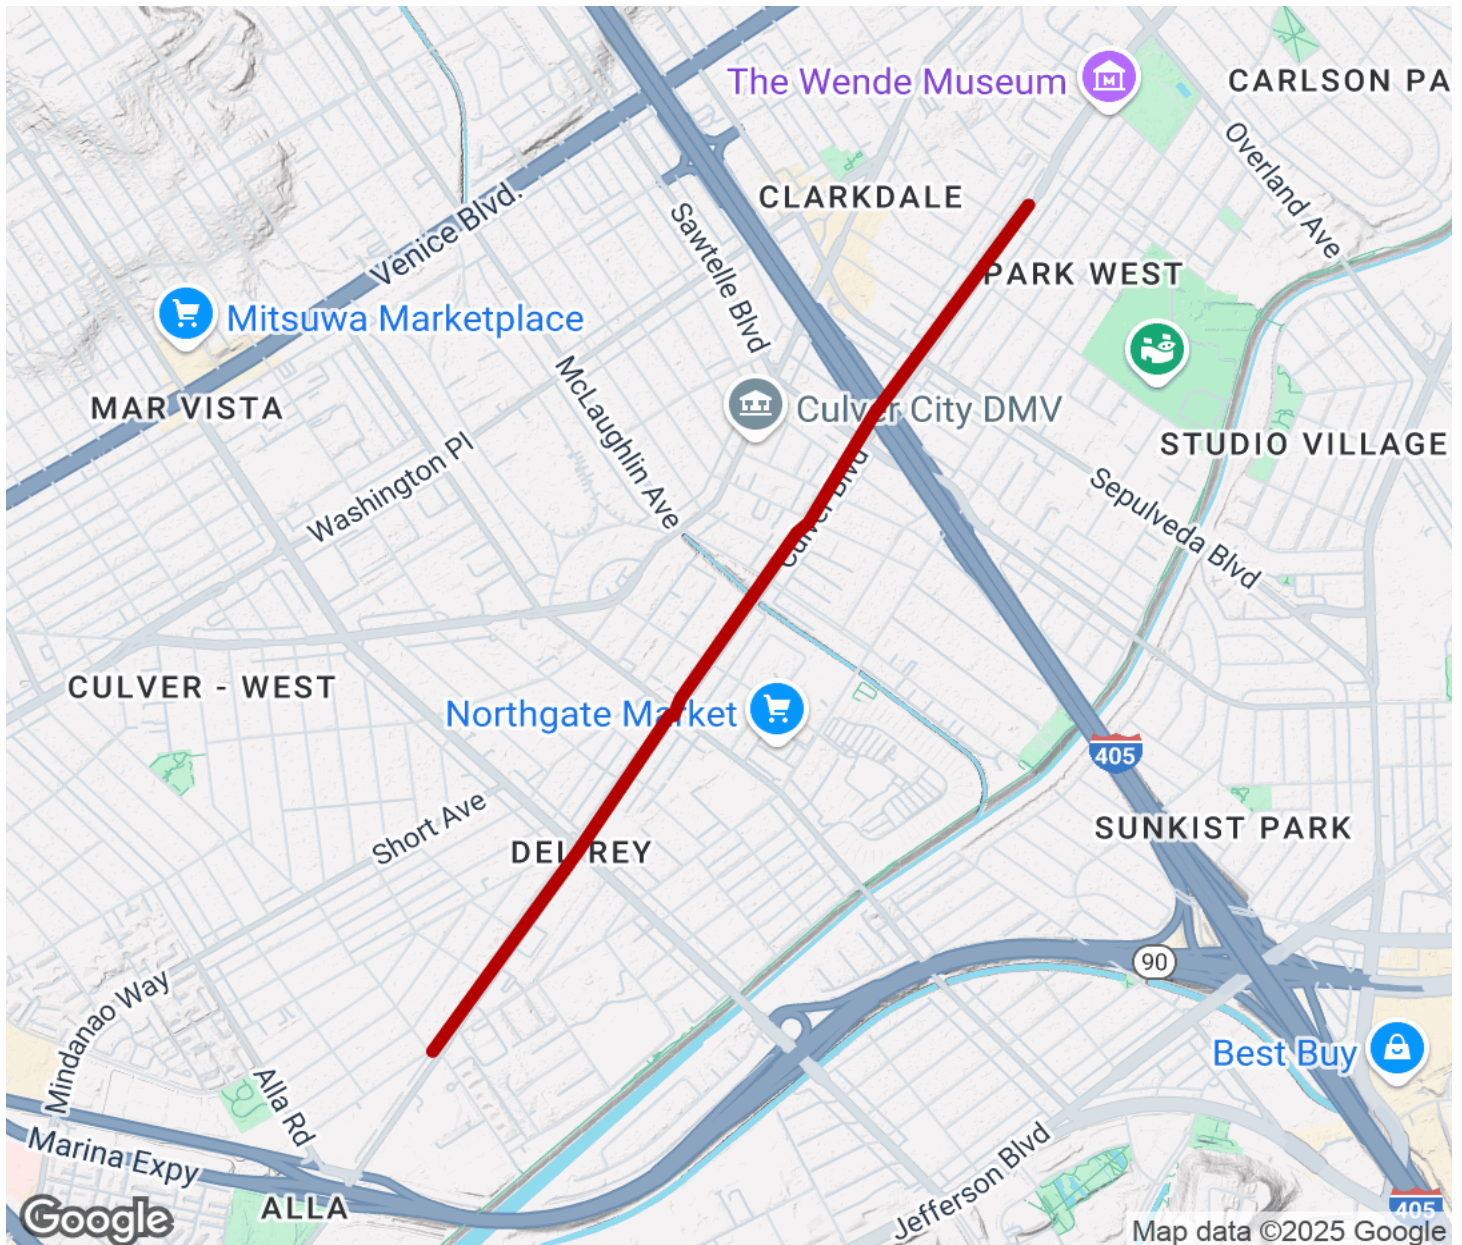 The Wende Museum
CARLSON PA
Overland Ave
CLARKDALE
Venice Blvd.
Sawtelle Blvd
PARK WEST
Mitsuwa Marketplace
MAR VISTA
McLaughlin Ave
Culver City DMV
STUDIO VILLAGE
Washington Pl
Culver Blvd
Sepulveda Blvd
CULVER - WEST
Northgate Market
405
Short Ave
DEL REY
SUNKIST PARK
90
Mindanao Way
Best Buy
Alla Rd
Marina Expy
Jefferson Blvd
ALLA
405
Google
Map data ©2025 Google